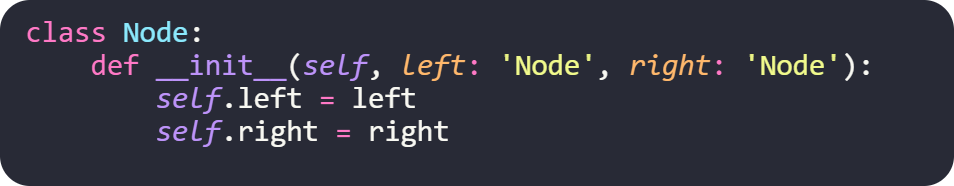 class Node:
    def __init__(self, left: 'Node', right: 'Node'):
        self.left = left
        self.right = right